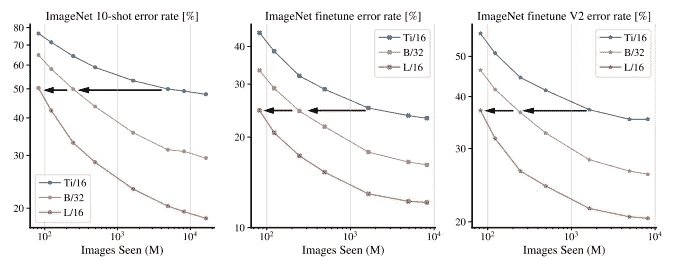 ImageNet 10-shot error rate [%]
80
70
60
50
40
30
20
Ti/16
B/32
L/16
10²
10³
10⁴
Images Seen (M)
ImageNet finetune error rate [%]
40
30
20
10
Ti/16
B/32
L/16
10²
10³
10⁴
Images Seen (M)
ImageNet finetune V2 error rate [%]
50
40
30
20
Ti/16
B/32
L/16
10²
10³
10⁴
Images Seen (M)